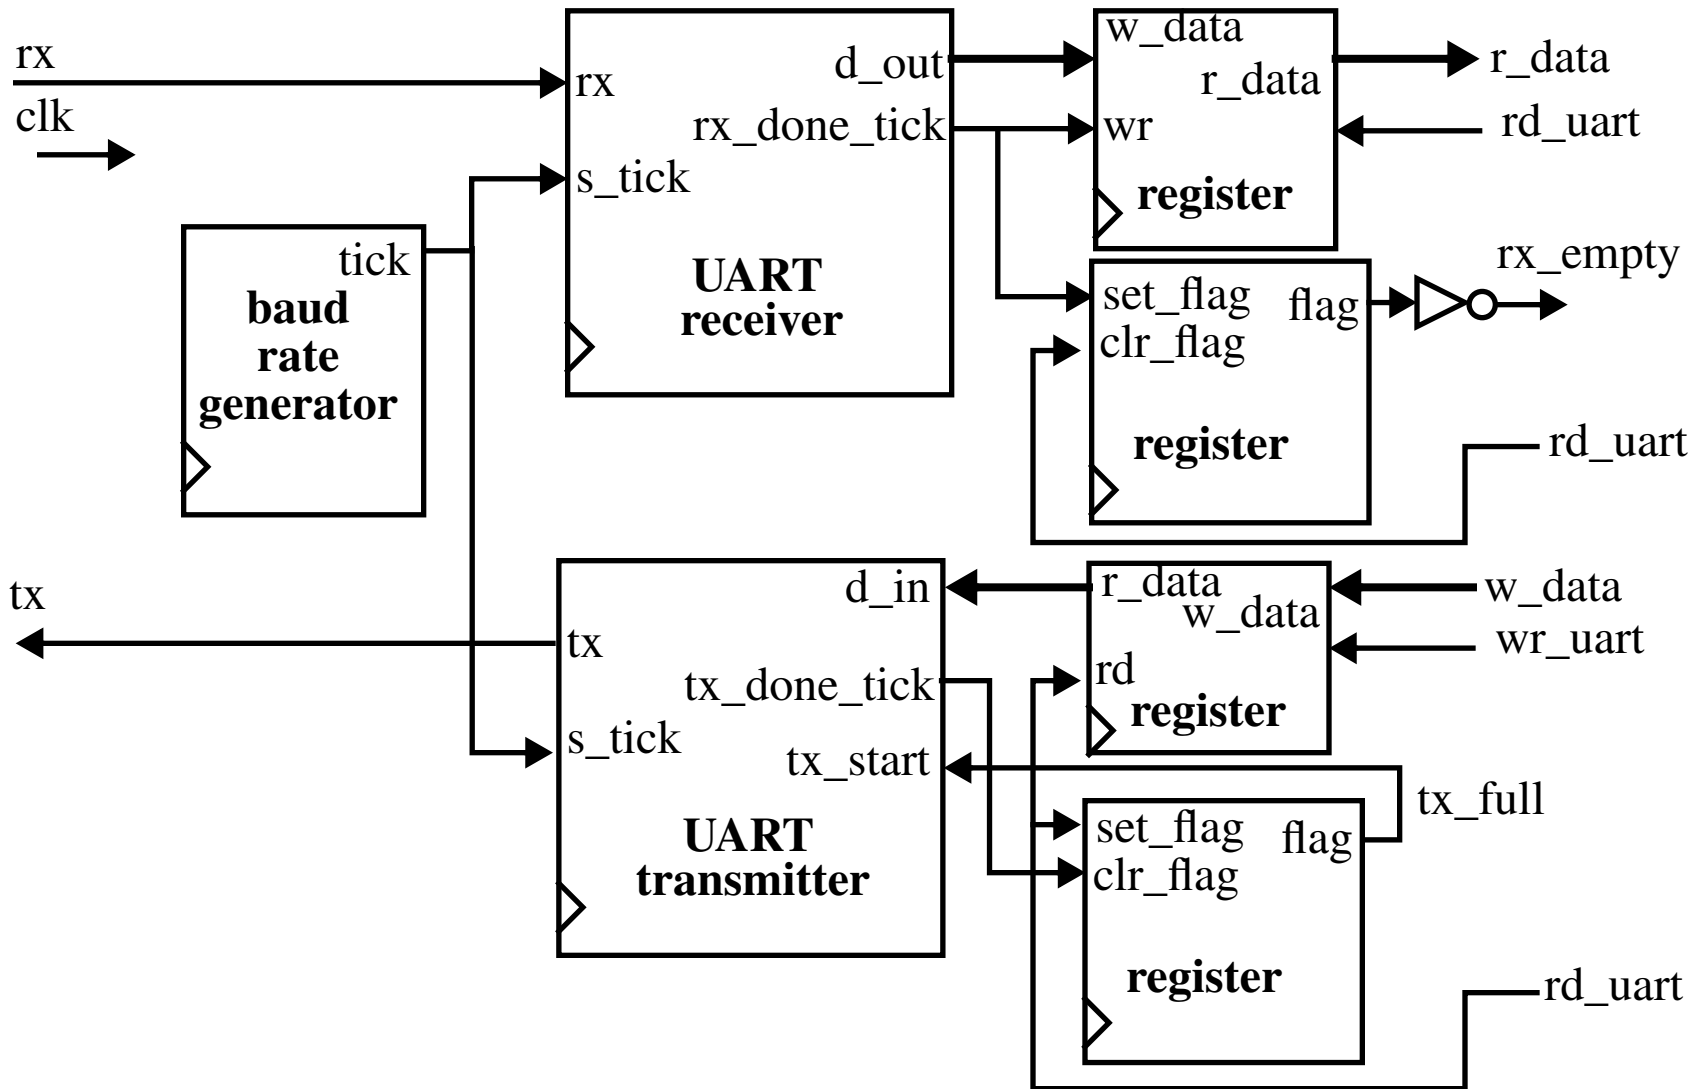 rx
clk
rx
s_tick
d_out
rx_done_tick
UART
receiver
w_data
r_data
wr
register
r_data
rd_uart
tick
baud
rate
generator
set_flag
clr_flag
flag
register
rx_empty
rd_uart
tx
tx
s_tick
d_in
tx_done_tick
tx_start
UART
transmitter
r_data
w_data
rd
register
w_data
wr_uart
set_flag
clr_flag
flag
register
tx_full
rd_uart